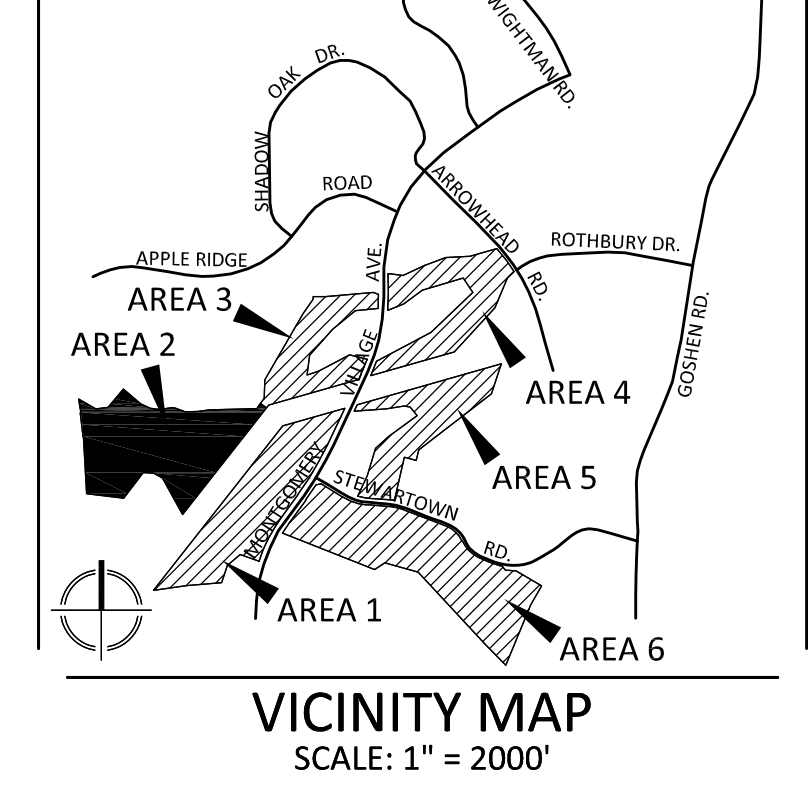 WIGHTMAN RD.
OAK DR.
SHADOW
ROAD
ARROWHEAD
RD.
ROTHBURY DR.
APPLE RIDGE
AVE.
VILLAGE
MONTGOMERY
GOSHEN RD.
AREA 3
AREA 2
AREA 4
AREA 5
STEWARTOWN
RD.
AREA 1
AREA 6
VICINITY MAP
SCALE: 1" = 2000'